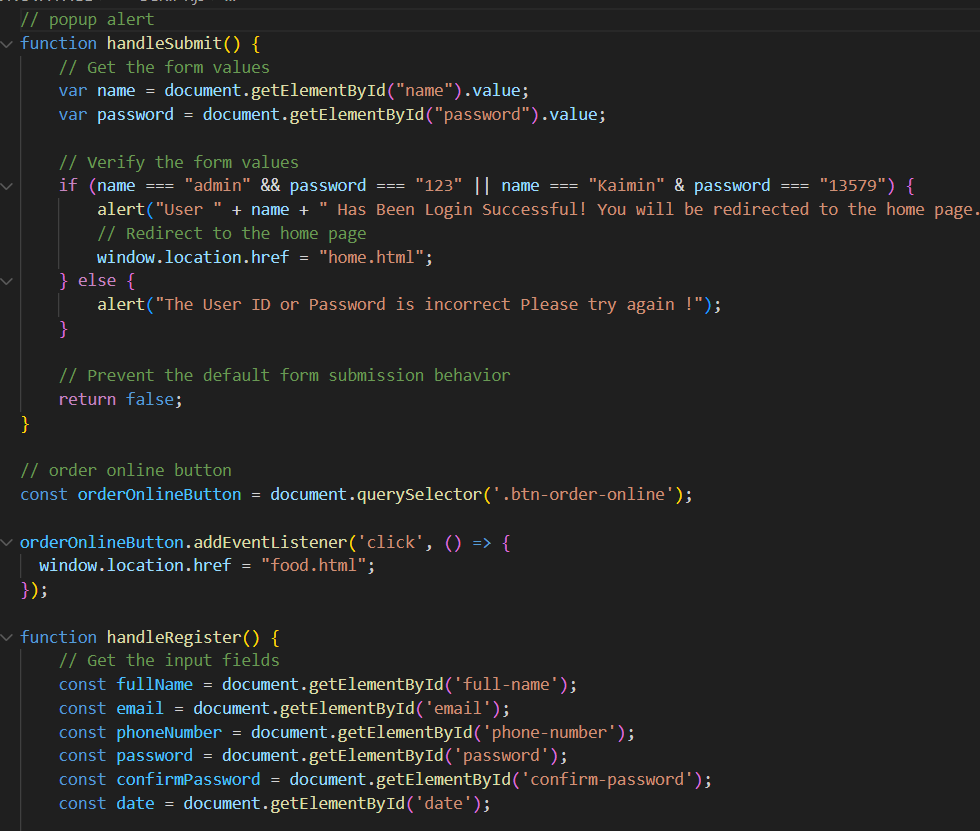 // popup alert
function handleSubmit() {
    // Get the form values
    var name = document.getElementById("name").value;
    var password = document.getElementById("password").value;

    // Verify the form values
    if (name === "admin" && password === "123" || name === "Kaimin" & password === "13579") {
        alert("User " + name + " Has Been Login Successful! You will be redirected to the home page.
        // Redirect to the home page
        window.location.href = "home.html";
    } else {
        alert("The User ID or Password is incorrect Please try again !");
    }

    // Prevent the default form submission behavior
    return false;
}

// order online button
const orderOnlineButton = document.querySelector('.btn-order-online');

orderOnlineButton.addEventListener('click', () => {
  window.location.href = "food.html";
});

function handleRegister() {
    // Get the input fields
    const fullName = document.getElementById('full-name');
    const email = document.getElementById('email');
    const phoneNumber = document.getElementById('phone-number');
    const password = document.getElementById('password');
    const confirmPassword = document.getElementById('confirm-password');
    const date = document.getElementById('date');